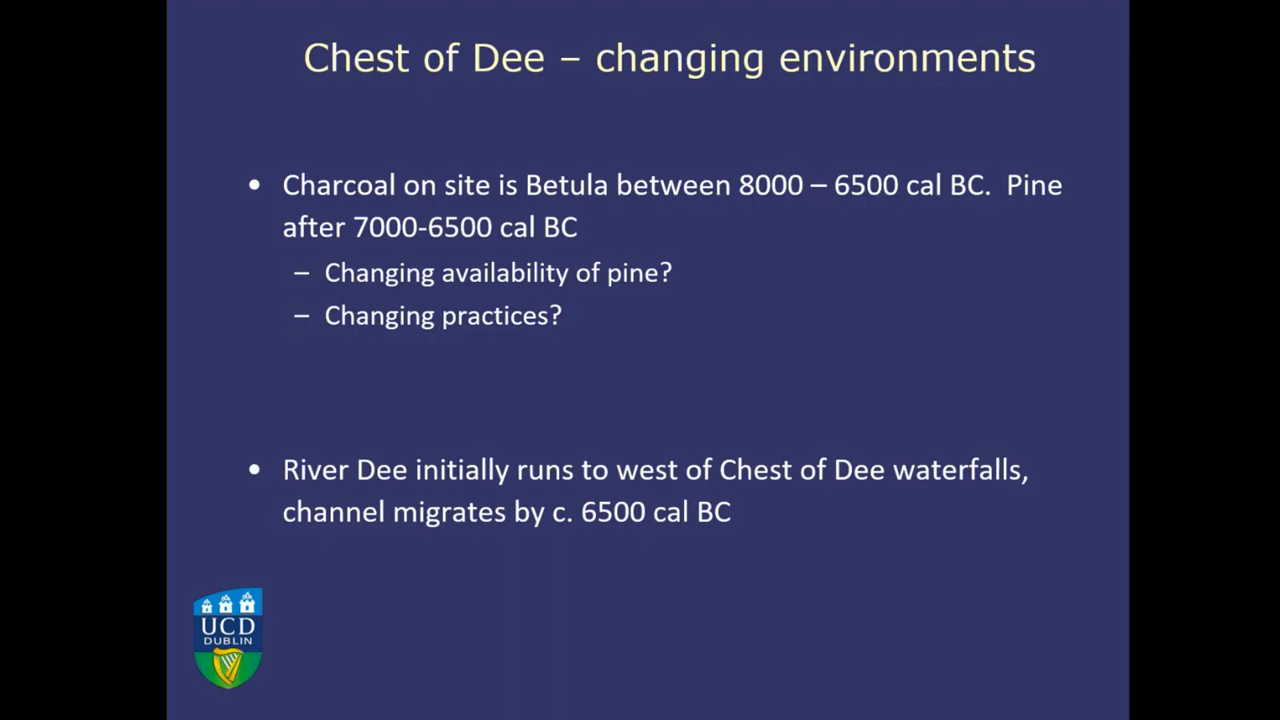 Chest of Dee – changing environments
• Charcoal on site is Betula between 8000 – 6500 cal BC.  Pine
after 7000-6500 cal BC
– Changing availability of pine?
– Changing practices?
• River Dee initially runs to west of Chest of Dee waterfalls,
channel migrates by c. 6500 cal BC
UCD
DUBLIN